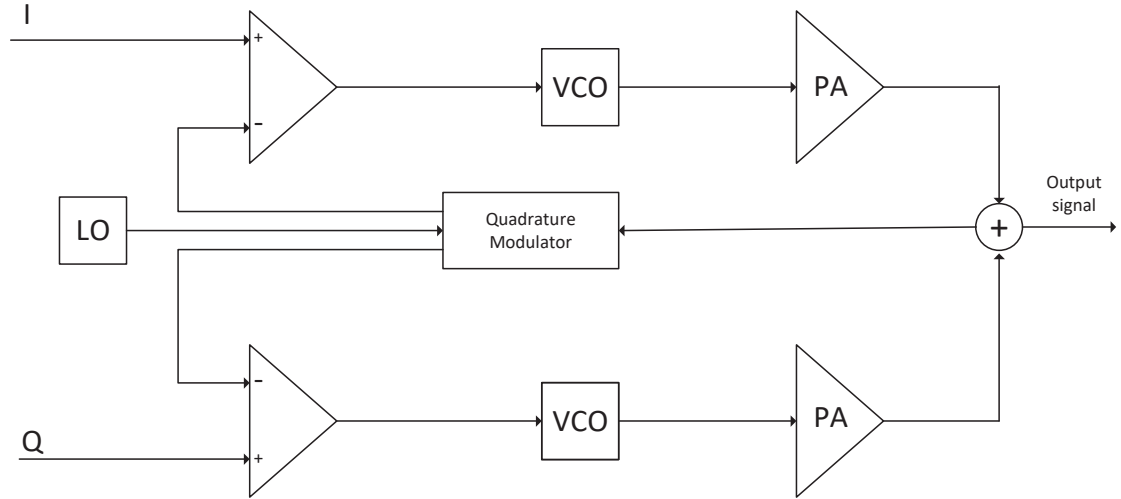 I
+
VCO
PA
-
LO
Quadrature
Modulator
+
Output
signal
-
VCO
PA
Q
+